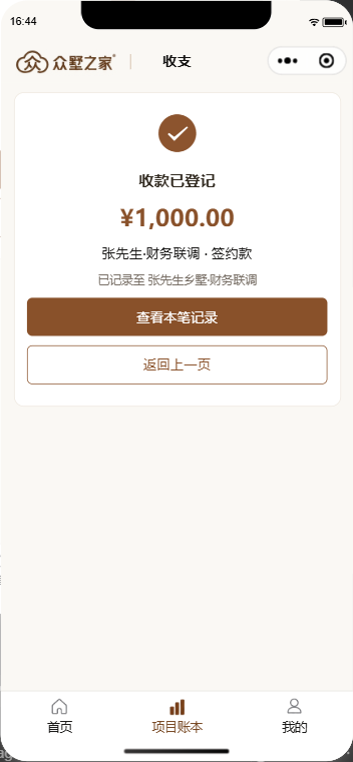 16:44
众墅之家
收支
收款已登记
¥1,000.00
张先生·财务联调 · 签约款
已记录至 张先生乡墅·财务联调
查看本笔记录
返回上一页
首页
项目账本
我的